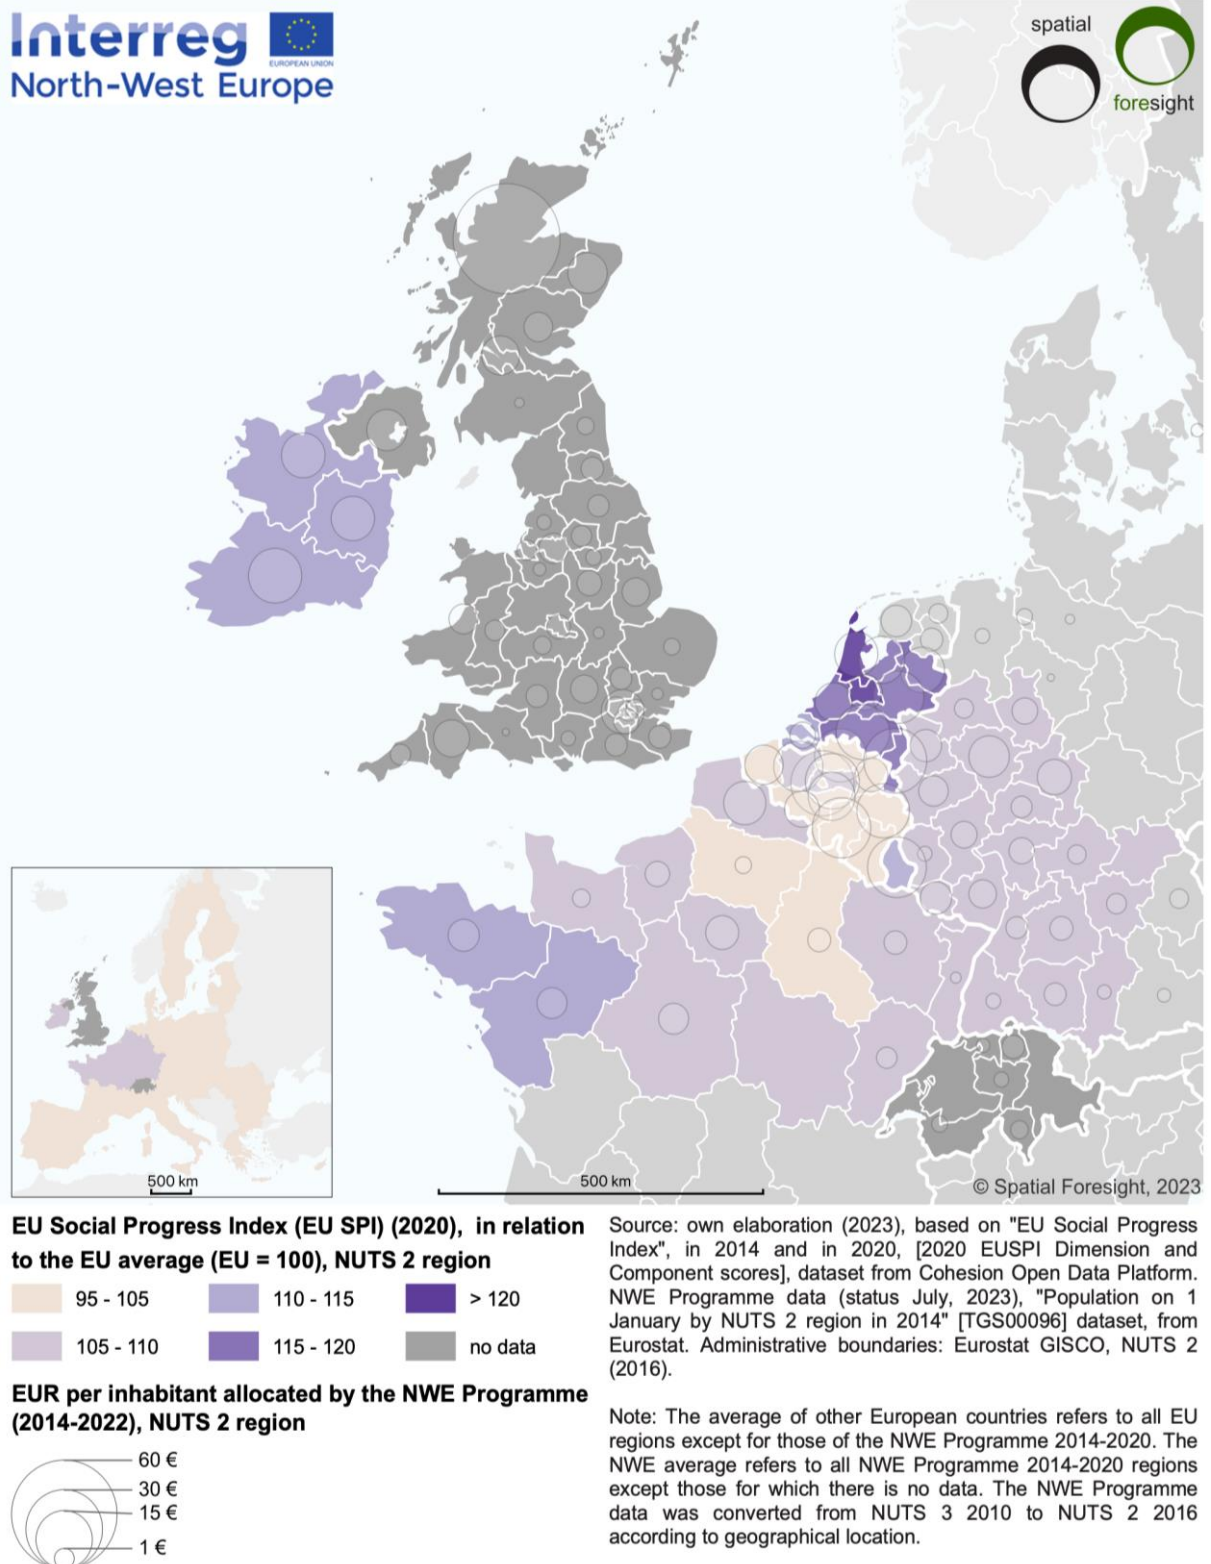 Interreg
EUROPEAN UNION
North-West Europe
spatial
foresight
500 km
500 km
© Spatial Foresight, 2023
EU Social Progress Index (EU SPI) (2020), in relation
to the EU average (EU = 100), NUTS 2 region
95 - 105
110 - 115
> 120
105 - 110
115 - 120
no data
EUR per inhabitant allocated by the NWE Programme
(2014-2022), NUTS 2 region
60 €
30 €
15 €
1 €
Source: own elaboration (2023), based on "EU Social Progress
Index", in 2014 and in 2020, [2020 EUSPI Dimension and
Component scores], dataset from Cohesion Open Data Platform.
NWE Programme data (status July, 2023), "Population on 1
January by NUTS 2 region in 2014" [TGS00096] dataset, from
Eurostat. Administrative boundaries: Eurostat GISCO, NUTS 2
(2016).
Note: The average of other European countries refers to all EU
regions except for those of the NWE Programme 2014-2020. The
NWE average refers to all NWE Programme 2014-2020 regions
except those for which there is no data. The NWE Programme
data was converted from NUTS 3 2010 to NUTS 2 2016
according to geographical location.